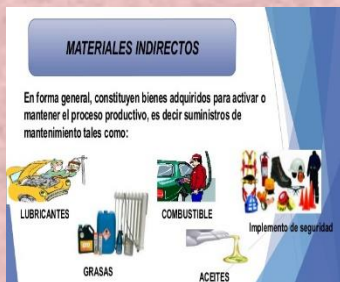 MATERIALES INDIRECTOS
En forma general, constituyen bienes adquiridos para activar o
mantener el proceso productivo, es decir suministros de
mantenimiento tales como:
LUBRICANTES
COMBUSTIBLE
Implemento de seguridad
GRASAS
ACEITES